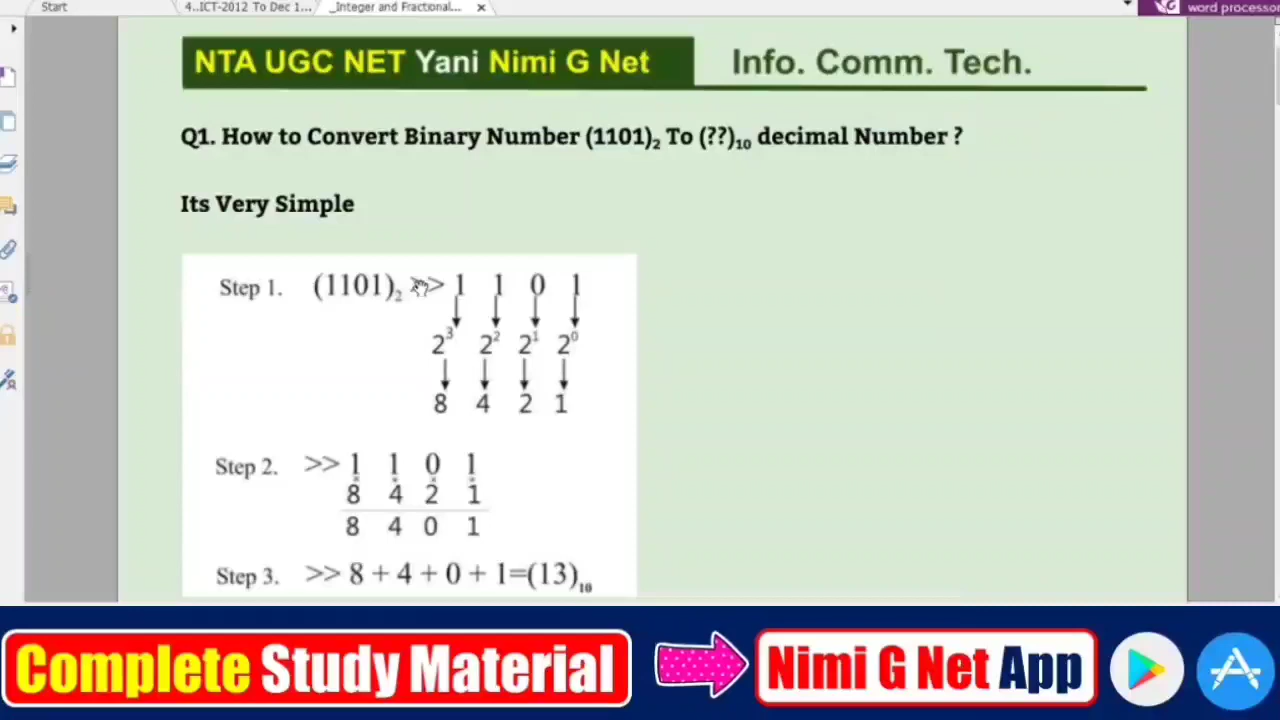 Start
4..ICT-2012 To Dec 1...
_Integer and Fractional...
word processor
NTA UGC NET Yani Nimi G Net
Info. Comm. Tech.
Q1. How to Convert Binary Number (1101)₂ To (??)₁₀ decimal Number ?
Its Very Simple
Step 1. (1101)₂ >> 1 1 0 1
2³ 2² 2¹ 2⁰
8 4 2 1
Step 2. >> 1 1 0 1
8 4 2 1
8 4 0 1
Step 3. >> 8 + 4 + 0 + 1=(13)₁₀
Complete Study Material
Nimi G Net App